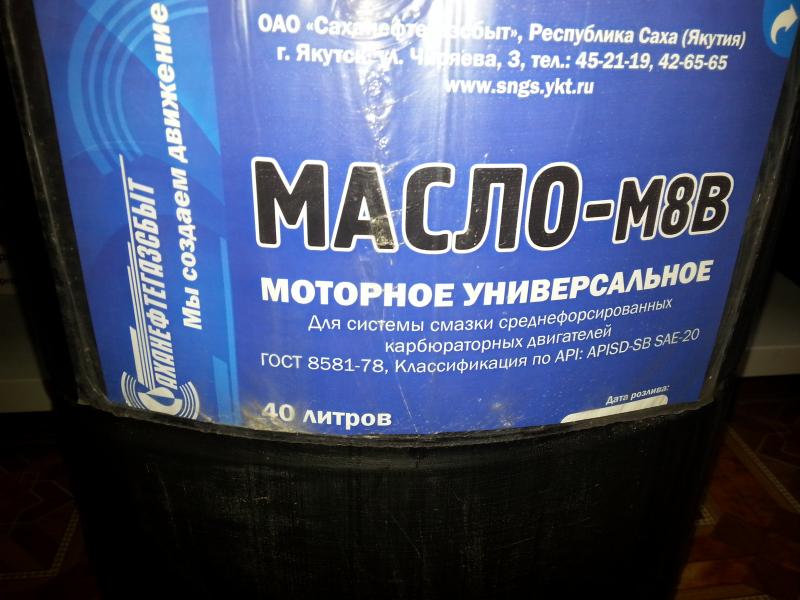 ОАО «Саханефтегазсбыт», Республика Саха (Якутия)
г. Якутск, ул. Чиряева, 3, тел.: 45-21-19, 42-65-65
www.sngs.ykt.ru
САХАНЕФТЕГАЗСБЫТ
Мы создаем движение
МАСЛО-М8В
МОТОРНОЕ УНИВЕРСАЛЬНОЕ
Для системы смазки среднефорсированных
карбюраторных двигателей
ГОСТ 8581-78, Классификация по API: APISD-SB SAE-20
40 литров
Дата розлива: